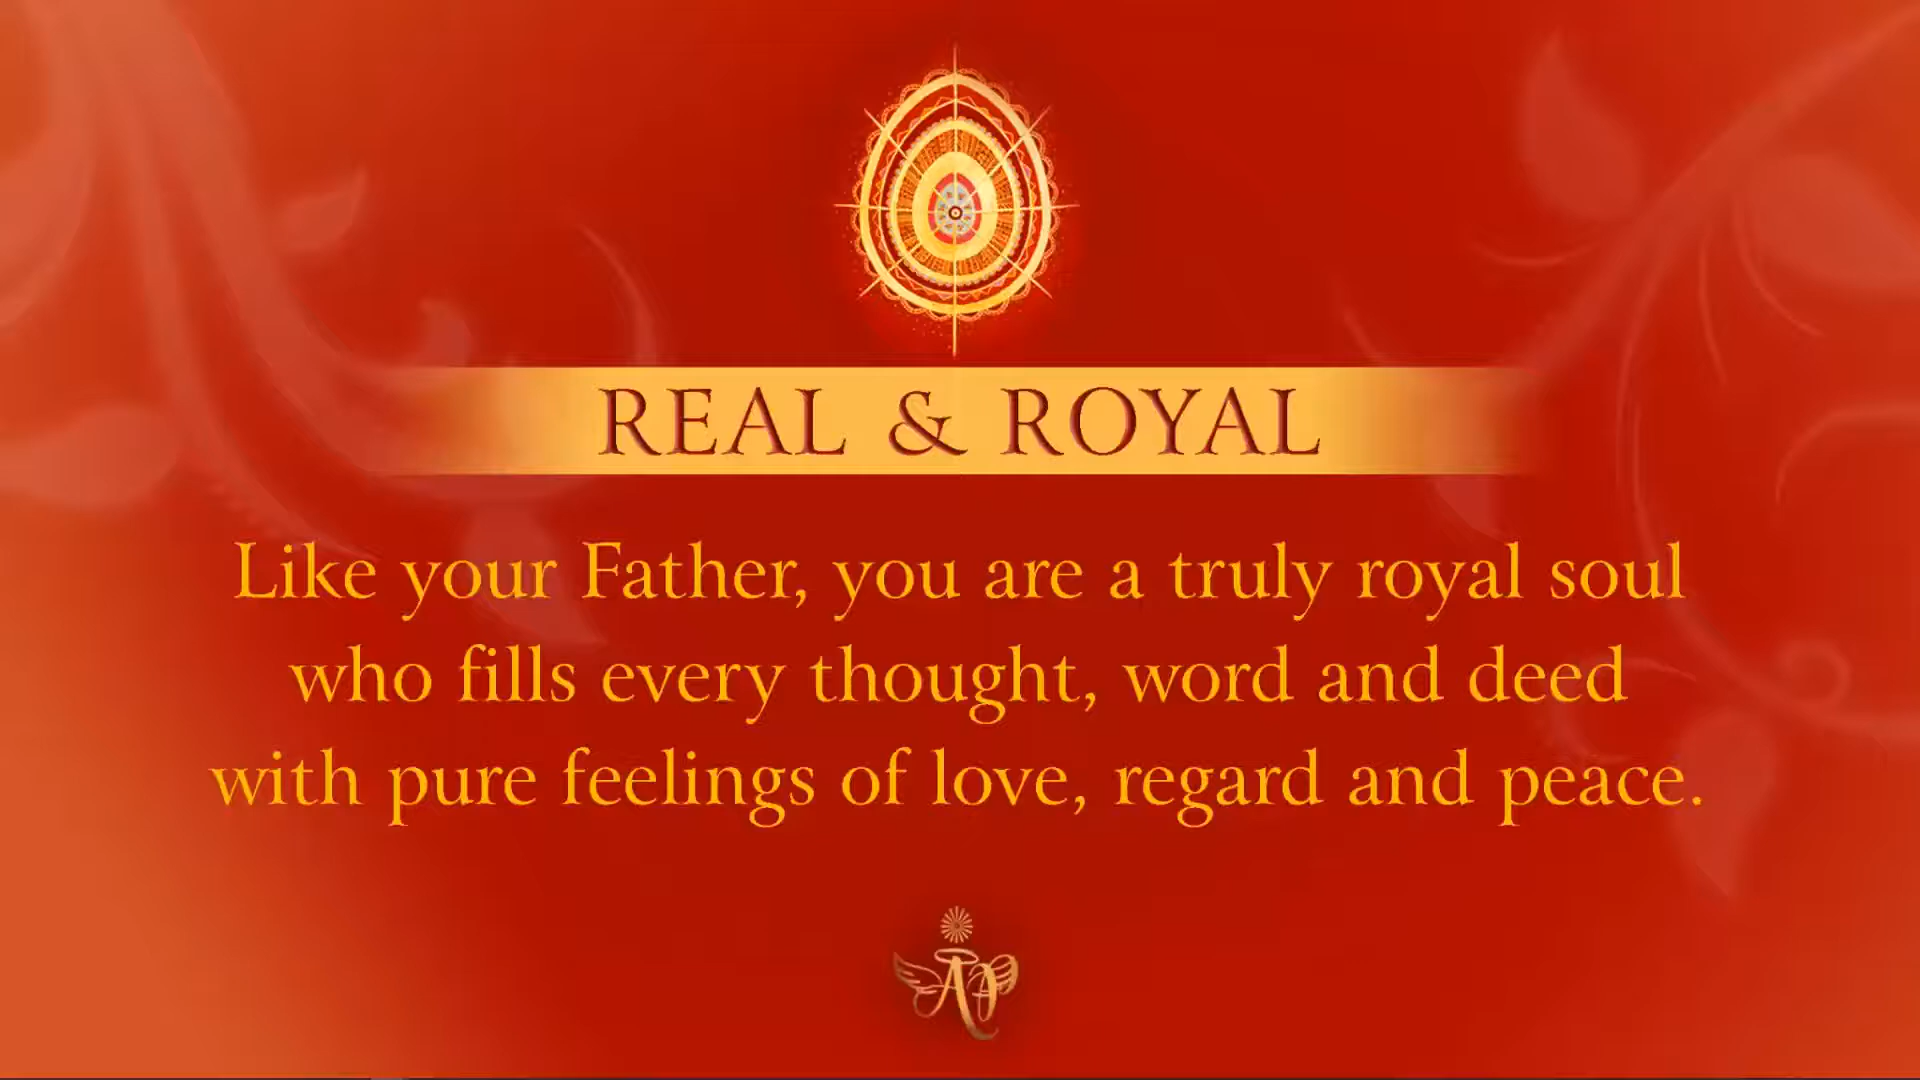 REAL & ROYAL
Like your Father, you are a truly royal soul
who fills every thought, word and deed
with pure feelings of love, regard and peace.